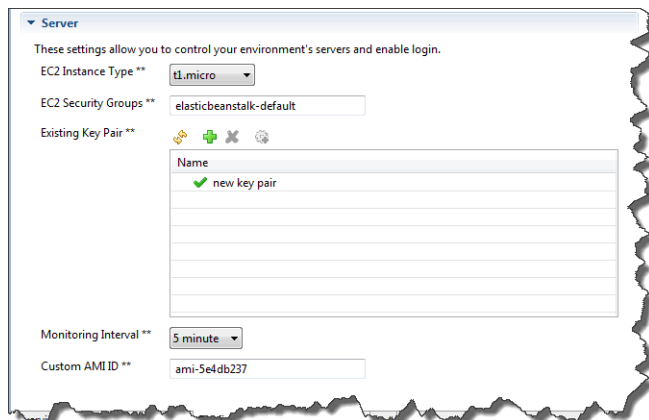 Server
These settings allow you to control your environment's servers and enable login.
EC2 Instance Type ** t1.micro
EC2 Security Groups ** elasticbeanstalk-default
Existing Key Pair **
Name
new key pair
Monitoring Interval ** 5 minute
Custom AMI ID ** ami-5e4db237